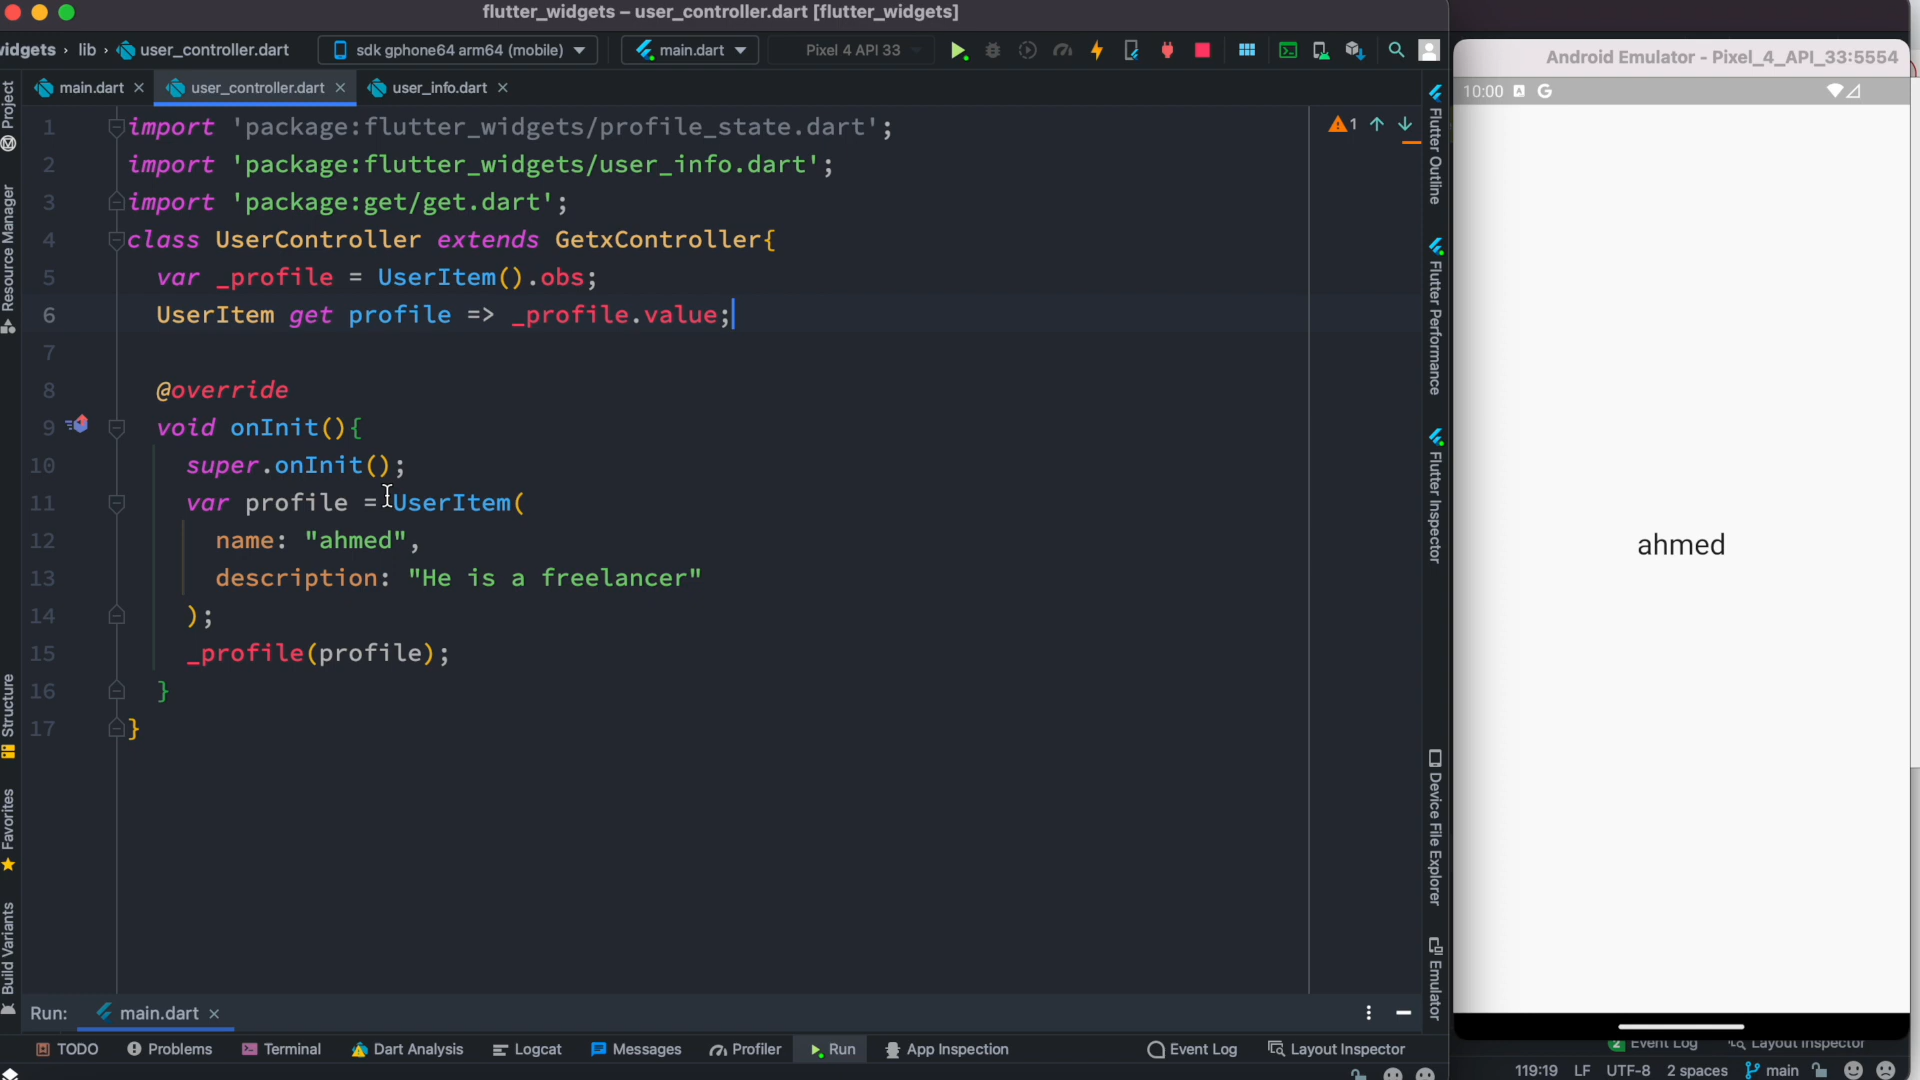 flutter_widgets – user_controller.dart [flutter_widgets]
vidgets › lib › user_controller.dart
sdk gphone64 arm64 (mobile)
main.dart
Pixel 4 API 33
main.dart
user_controller.dart
user_info.dart
1 import 'package:flutter_widgets/profile_state.dart';
2 import 'package:flutter_widgets/user_info.dart';
3 import 'package:get/get.dart';
4 class UserController extends GetxController{
5 var _profile = UserItem().obs;
6 UserItem get profile => _profile.value;
7
8 @override
9 void onInit(){
10 super.onInit();
11 var profile = UserItem(
12 name: "ahmed",
13 description: "He is a freelancer"
14 );
15 _profile(profile);
16 }
17 }
1
Project
Resource Manager
Structure
Favorites
Build Variants
Flutter Outline
Flutter Performance
Flutter Inspector
Device File Explorer
Emulator
Android Emulator - Pixel_4_API_33:5554
10:00 A G
ahmed
Run: main.dart
TODO Problems Terminal Dart Analysis Logcat Messages Profiler Run App Inspection Event Log Layout Inspector
2 Event Log Layout Inspector
119:19 LF UTF-8 2 spaces main